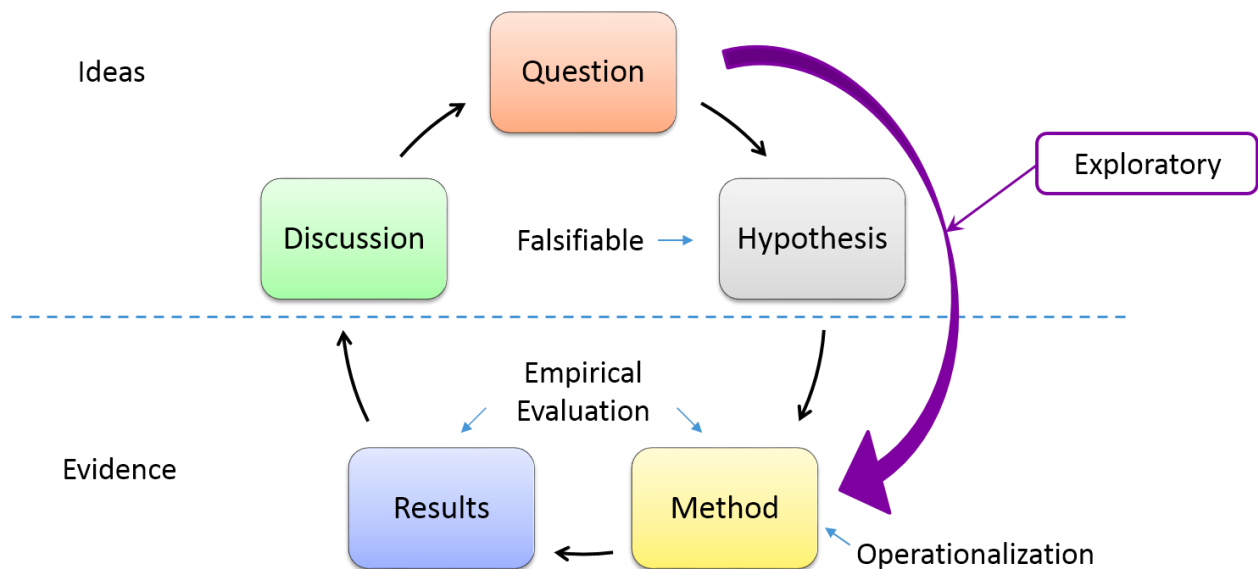 Ideas
Question
Exploratory
Discussion
Falsifiable
Hypothesis
Empirical
Evaluation
Evidence
Results
Method
Operationalization